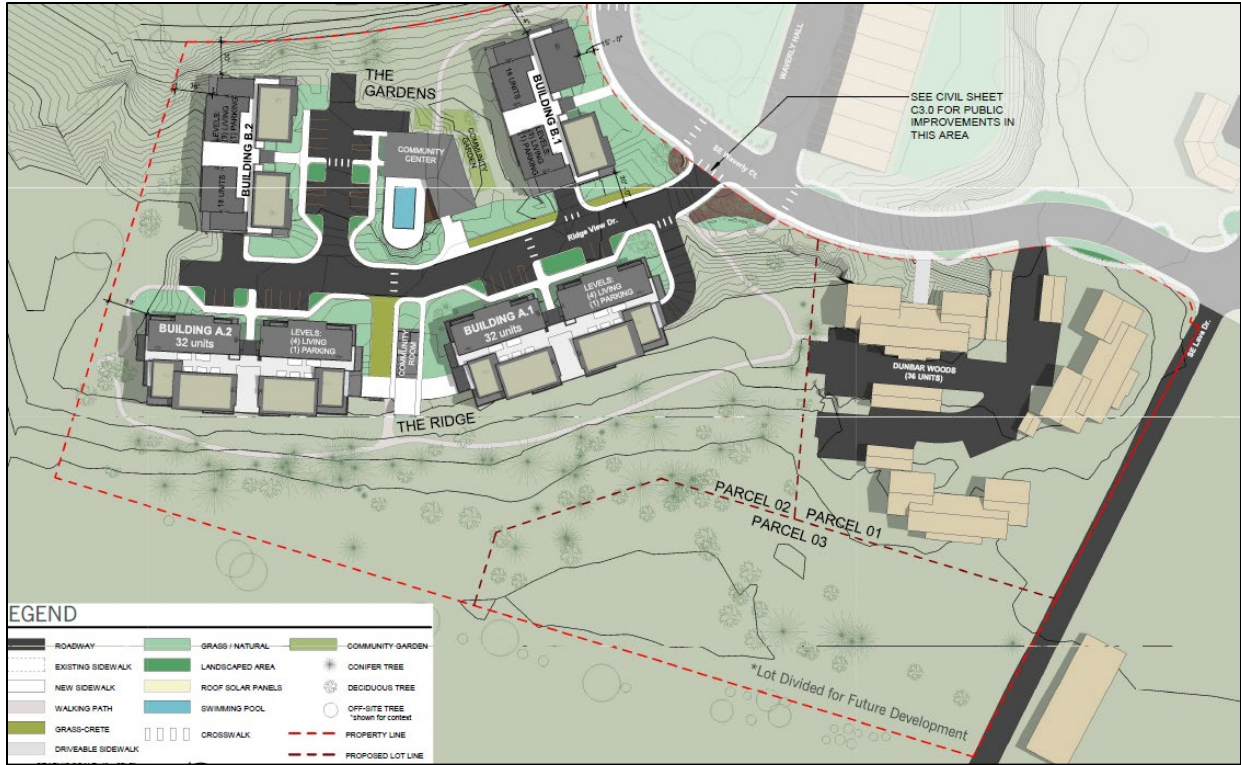 THE
GARDENS
BUILDING B.2
18 UNITS
LEVELS:
(3) LIVING
(1) PARKING
COMMUNITY
CENTER
COMMUNITY
GARDEN
BUILDING B.1
LEVELS:
(1) PARKING
15' - 0"
WAVERLY HALL
SE Waverly Ct.
SEE CIVIL SHEET
C3.0 FOR PUBLIC
IMPROVEMENTS IN
THIS AREA
Ridge View Dr.
BUILDING A.2
32 units
LEVELS:
(4) LIVING
(1) PARKING
COMMUNITY
ROOM
BUILDING A.1
32 units
LEVELS:
(4) LIVING
(1) PARKING
THE RIDGE
DUNBAR WOODS
(36 UNITS)
SE Lava Dr.
PARCEL 02
PARCEL 01
PARCEL 03
*Lot Divided for Future Development
EGEND
ROADWAY
EXISTING SIDEWALK
NEW SIDEWALK
WALKING PATH
GRASS-CRETE
DRIVEABLE SIDEWALK
GRASS / NATURAL
LANDSCAPED AREA
ROOF SOLAR PANELS
SWIMMING POOL
CROSSWALK
COMMUNITY GARDEN
CONIFER TREE
DECIDUOUS TREE
OFF-SITE TREE
*shown for context
PROPERTY LINE
PROPOSED LOT LINE